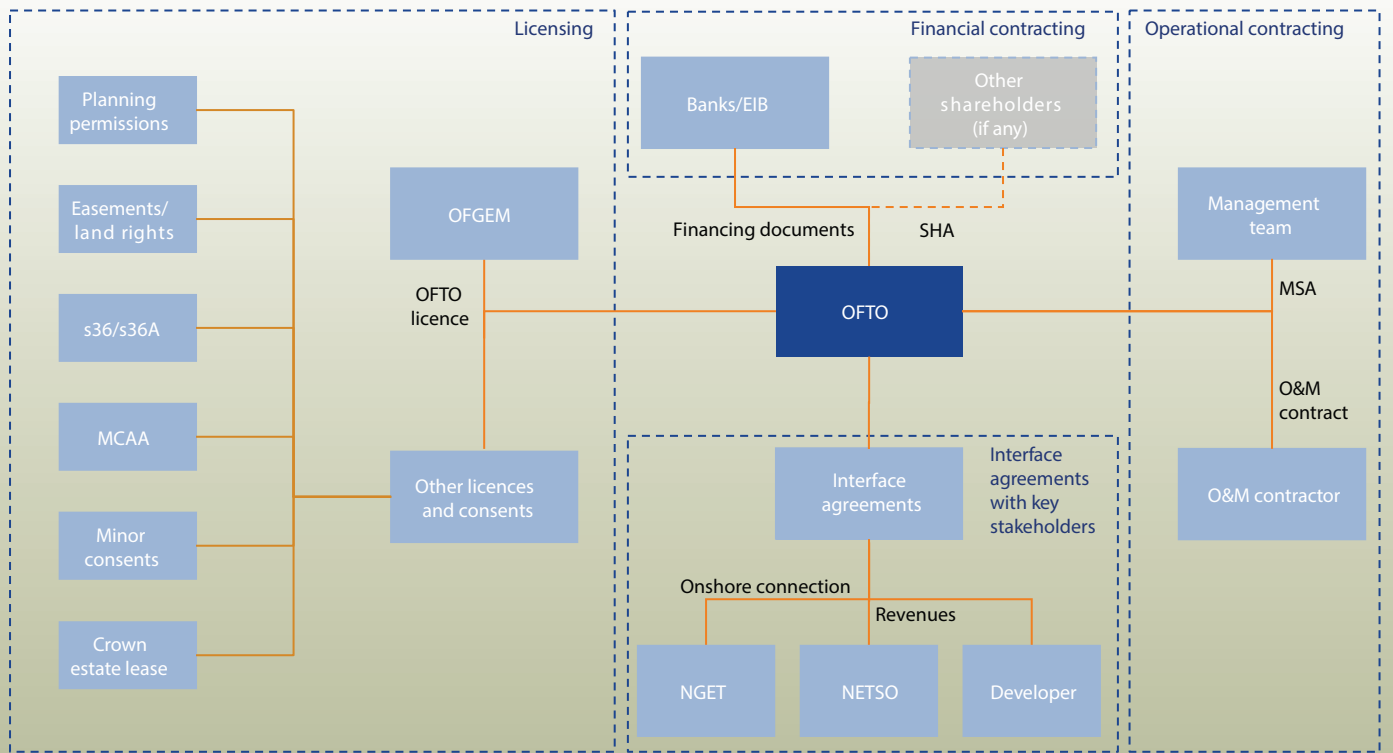 Licensing
Planning
permissions
Easements/
land rights
s36/s36A
MCAA
Minor
consents
Crown
estate lease
OFGEM
OFTO
licence
Other licences
and consents
Financial contracting
Banks/EIB
Other
shareholders
(if any)
Financing documents
SHA
OFTO
Interface
agreements
Interface
agreements
with key
stakeholders
Onshore connection
Revenues
NGET
NETSO
Developer
Operational contracting
Management
team
MSA
O&M
contract
O&M contractor